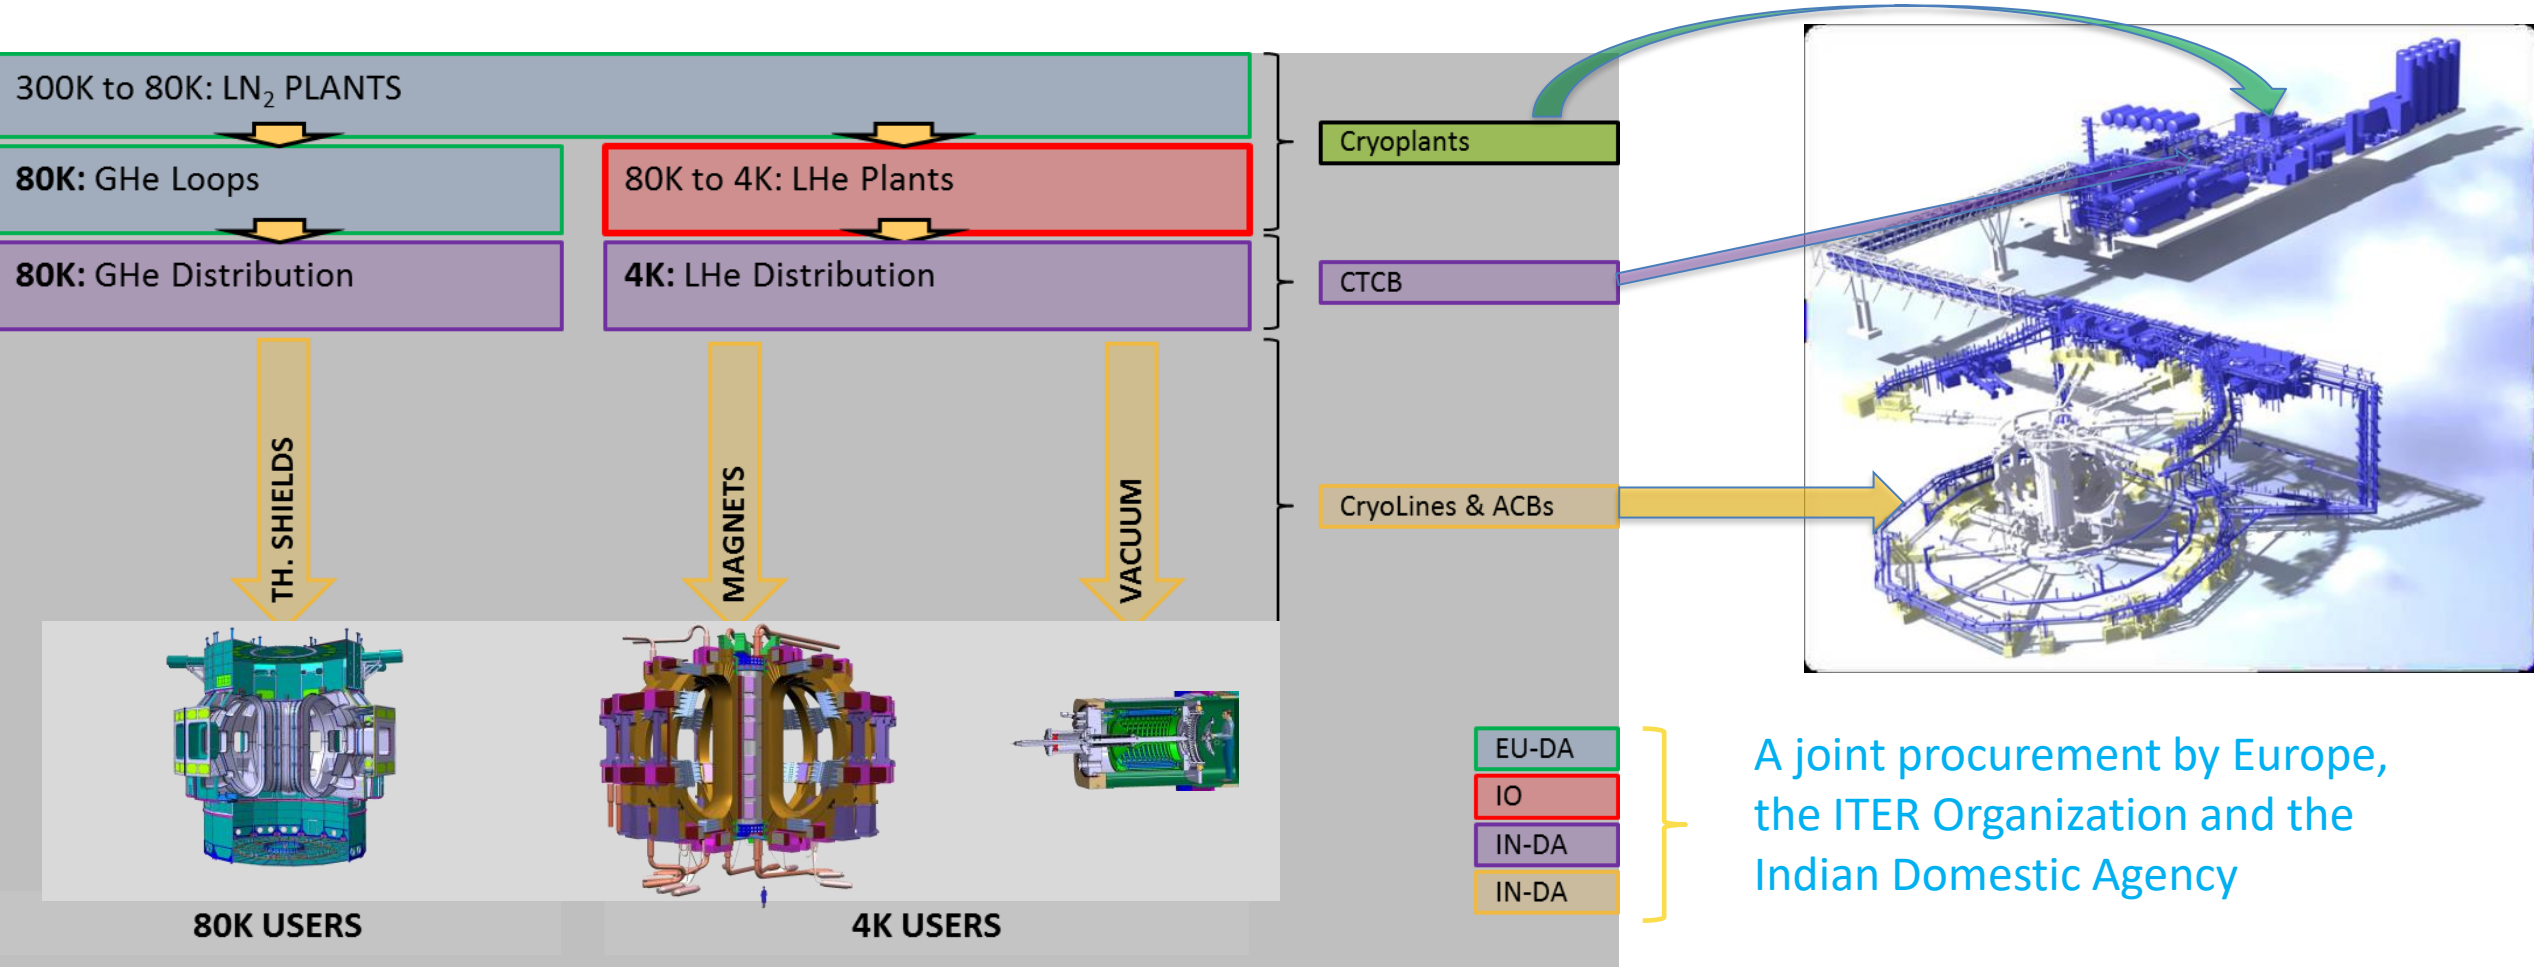 300K to 80K: LN₂ PLANTS
Cryoplants
80K: GHe Loops
80K to 4K: LHe Plants
80K: GHe Distribution
4K: LHe Distribution
CTCB
TH. SHIELDS
MAGNETS
VACUUM
CryoLines & ACBs
EU-DA
IO
IN-DA
IN-DA
A joint procurement by Europe,
the ITER Organization and the
Indian Domestic Agency
80K USERS
4K USERS